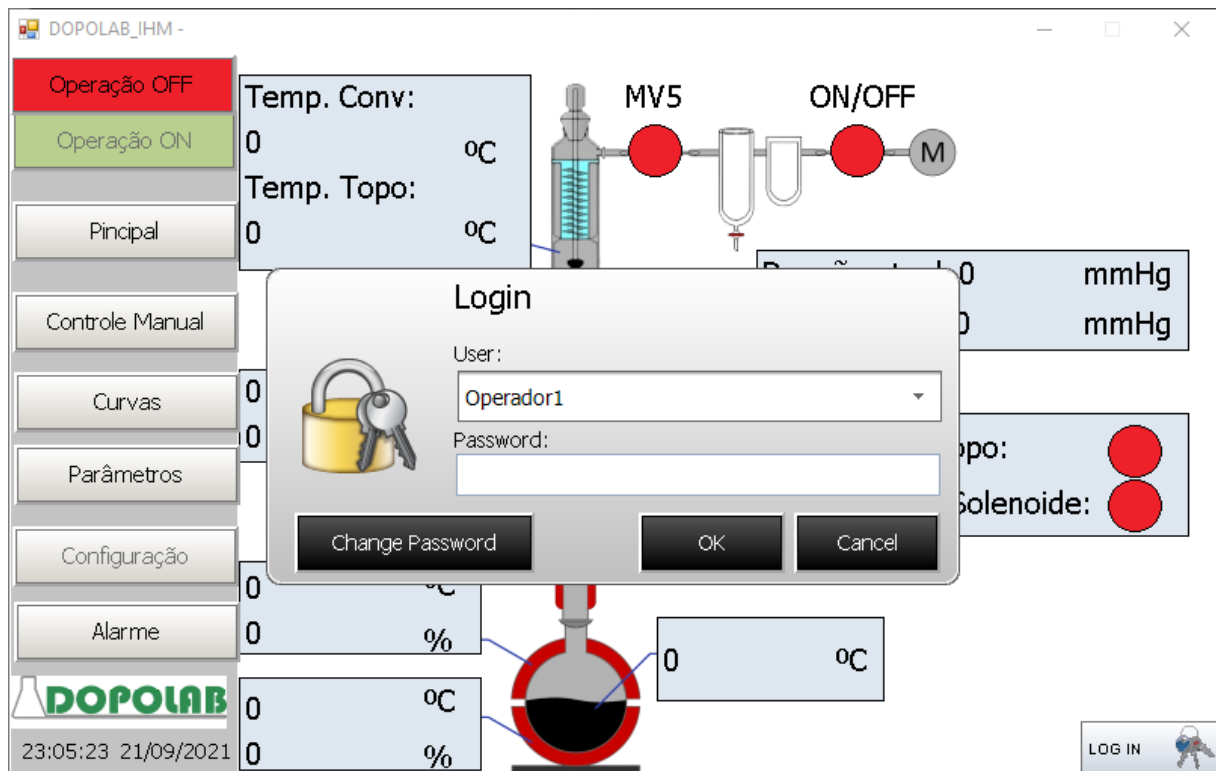 DOPOLAB_IHM -
Operação OFF
Operação ON
Pincipal
Controle Manual
Curvas
Parâmetros
Configuração
Alarme
DOPOLAB
23:05:23 21/09/2021
Temp. Conv:
0 ºC
Temp. Topo:
0 ºC
MV5 ON/OFF
M
0 mmHg
0 mmHg
0
0
Login
User:
Operador1
Password:
Change Password OK Cancel
Solenoide:
0 ºC
0 %
0 ºC
0 ºC
0 %
LOG IN